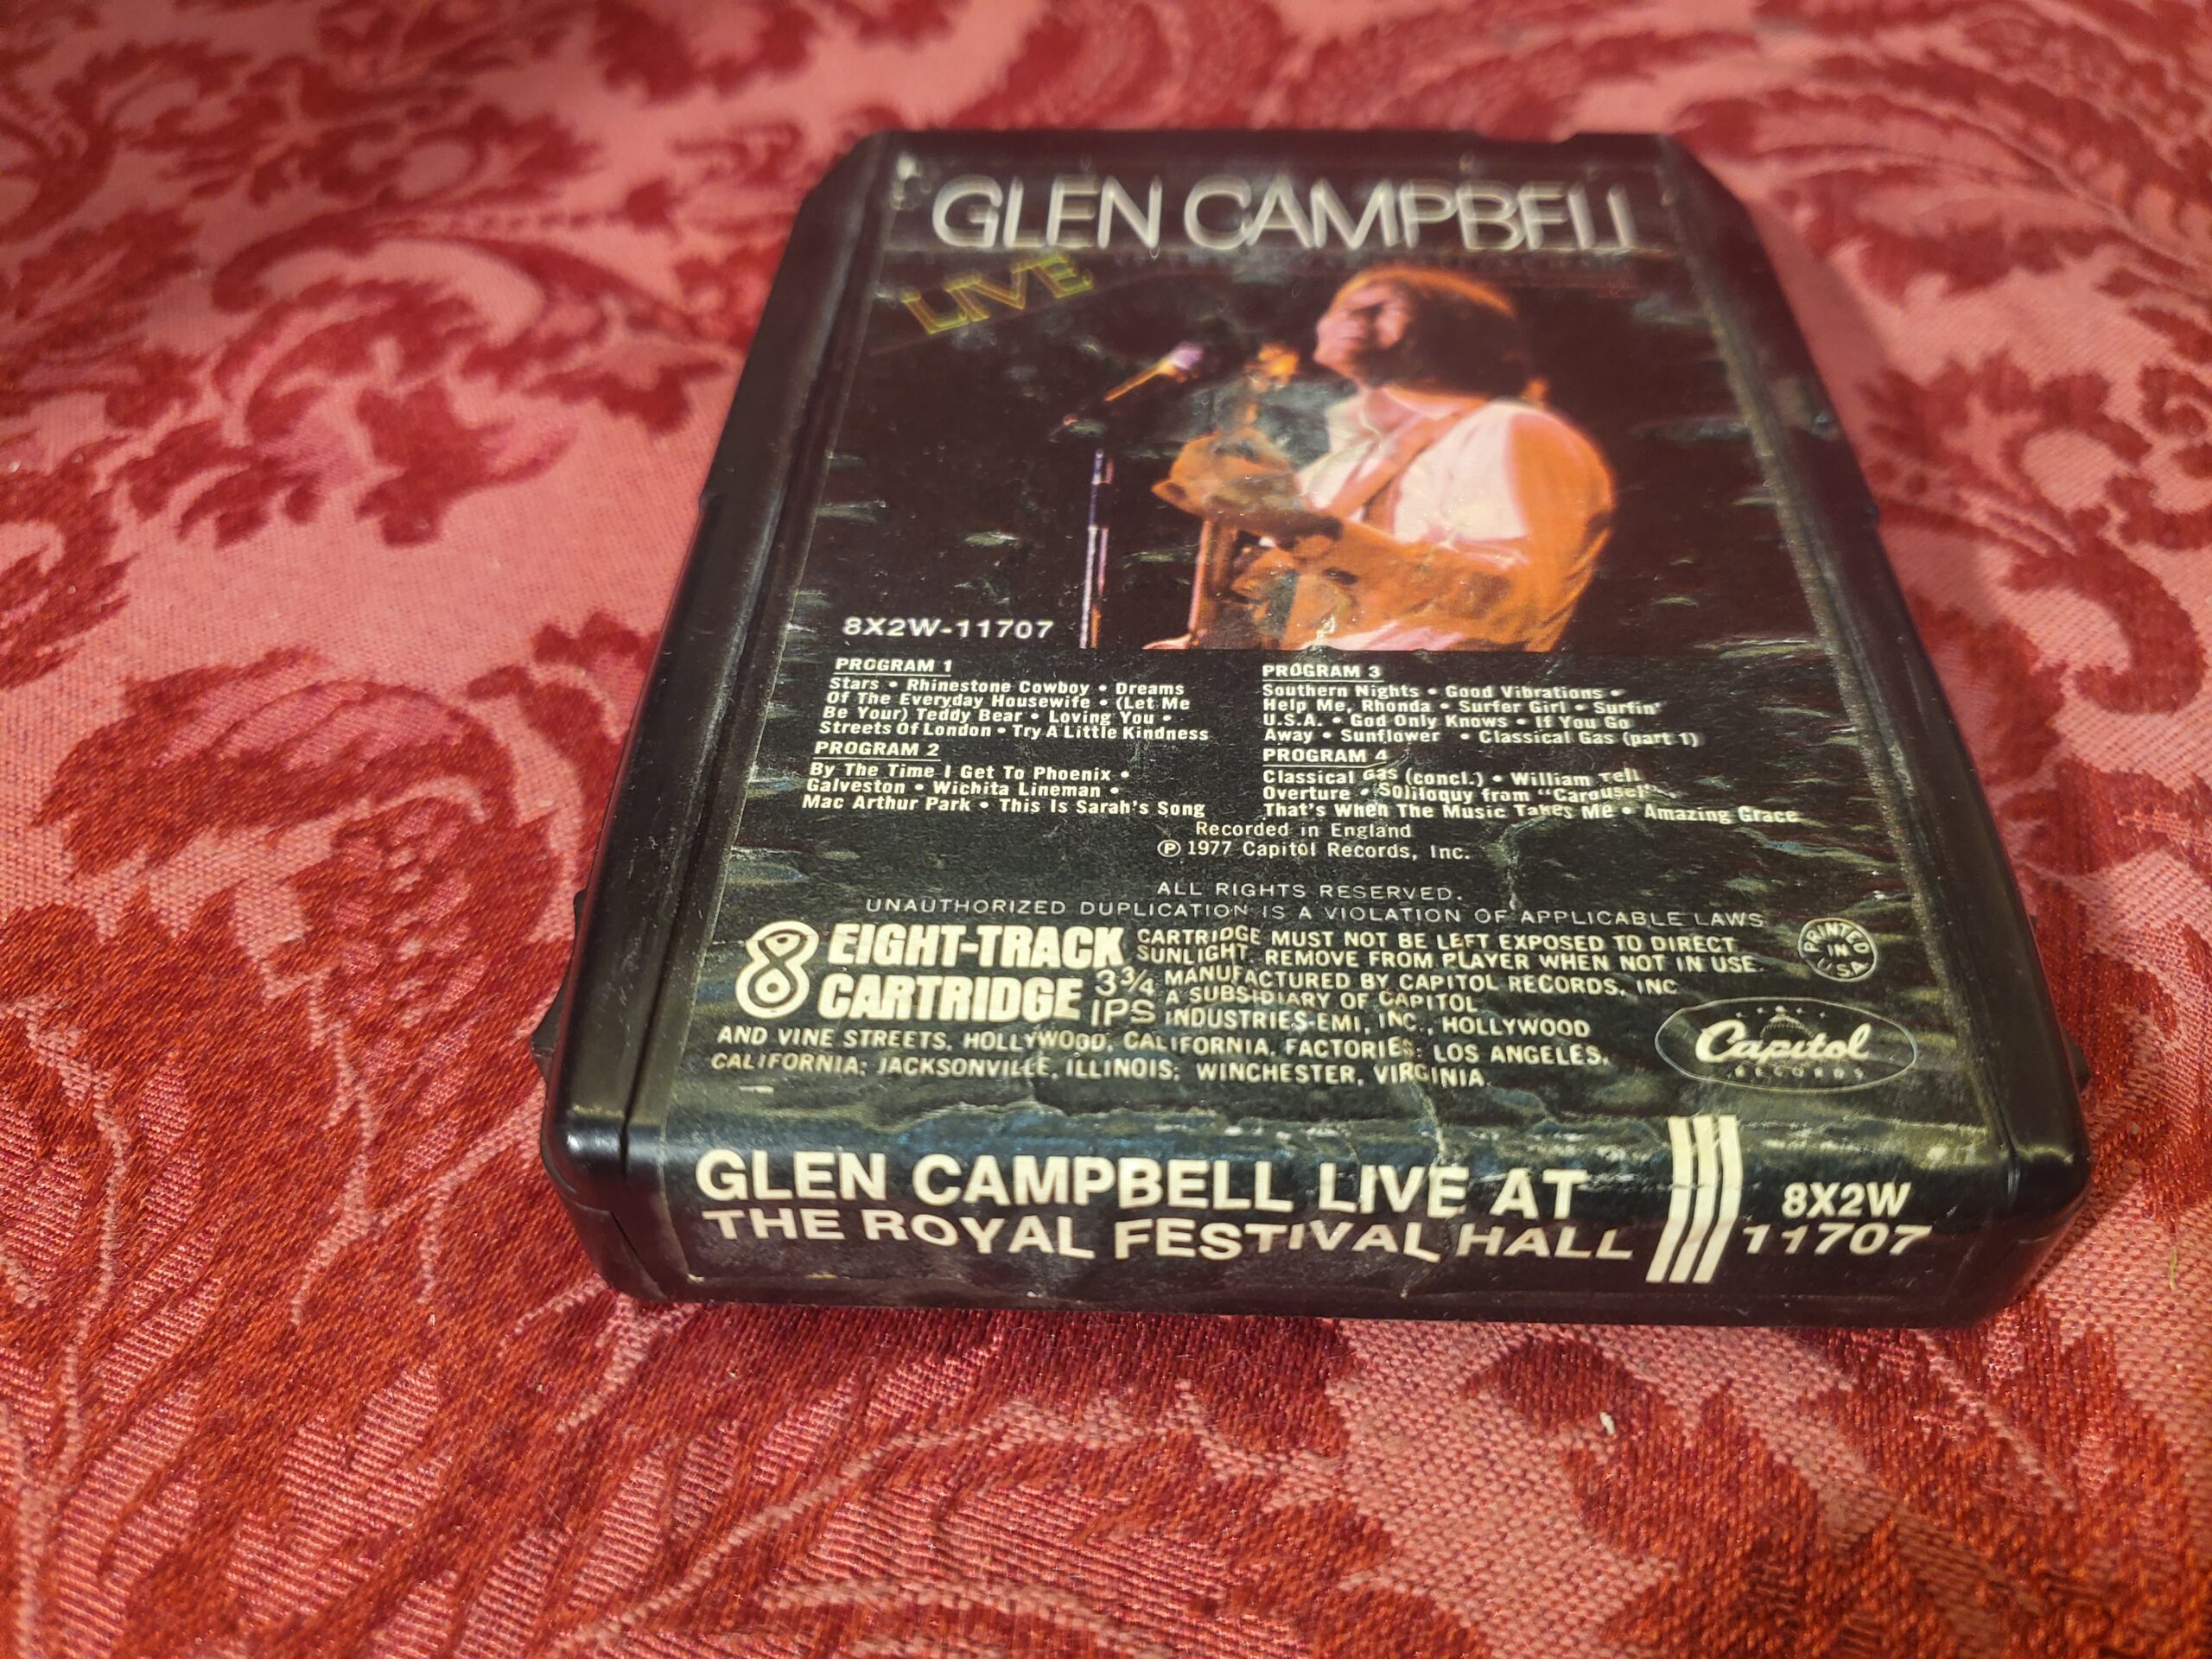 GLEN CAMPBELL
LIVE
8X2W-11707
PROGRAM 1
Stars • Rhinestone Cowboy • Dreams
Of The Everyday Housewife • (Let Me
Be Your) Teddy Bear • Loving You •
Streets Of London • Try A Little Kindness
PROGRAM 2
By The Time I Get To Phoenix •
Galveston • Wichita Lineman •
Mac Arthur Park • This Is Sarah's Song
PROGRAM 3
Southern Nights • Good Vibrations •
Help Me, Rhonda • Surfer Girl • Surfin'
U.S.A. • God Only Knows • If You Go
Away • Sunflower • Classical Gas (part 1)
PROGRAM 4
Classical Gas (concl.) • William Tell
Overture • Soliloquy from "Carousel"
That's When The Music Takes Me • Amazing Grace
Recorded in England
Ⓟ 1977 Capitol Records, Inc.
ALL RIGHTS RESERVED.
UNAUTHORIZED DUPLICATION IS A VIOLATION OF APPLICABLE LAWS
8 EIGHT-TRACK
CARTRIDGE 3¾
IPS
CARTRIDGE MUST NOT BE LEFT EXPOSED TO DIRECT
SUNLIGHT. REMOVE FROM PLAYER WHEN NOT IN USE.
MANUFACTURED BY CAPITOL RECORDS, INC.
A SUBSIDIARY OF CAPITOL
INDUSTRIES-EMI, INC., HOLLYWOOD
AND VINE STREETS, HOLLYWOOD, CALIFORNIA. FACTORIES: LOS ANGELES,
CALIFORNIA; JACKSONVILLE, ILLINOIS; WINCHESTER, VIRGINIA.
PRINTED
IN
USA
Capitol
RECORDS
GLEN CAMPBELL LIVE AT
THE ROYAL FESTIVAL HALL
8X2W
11707